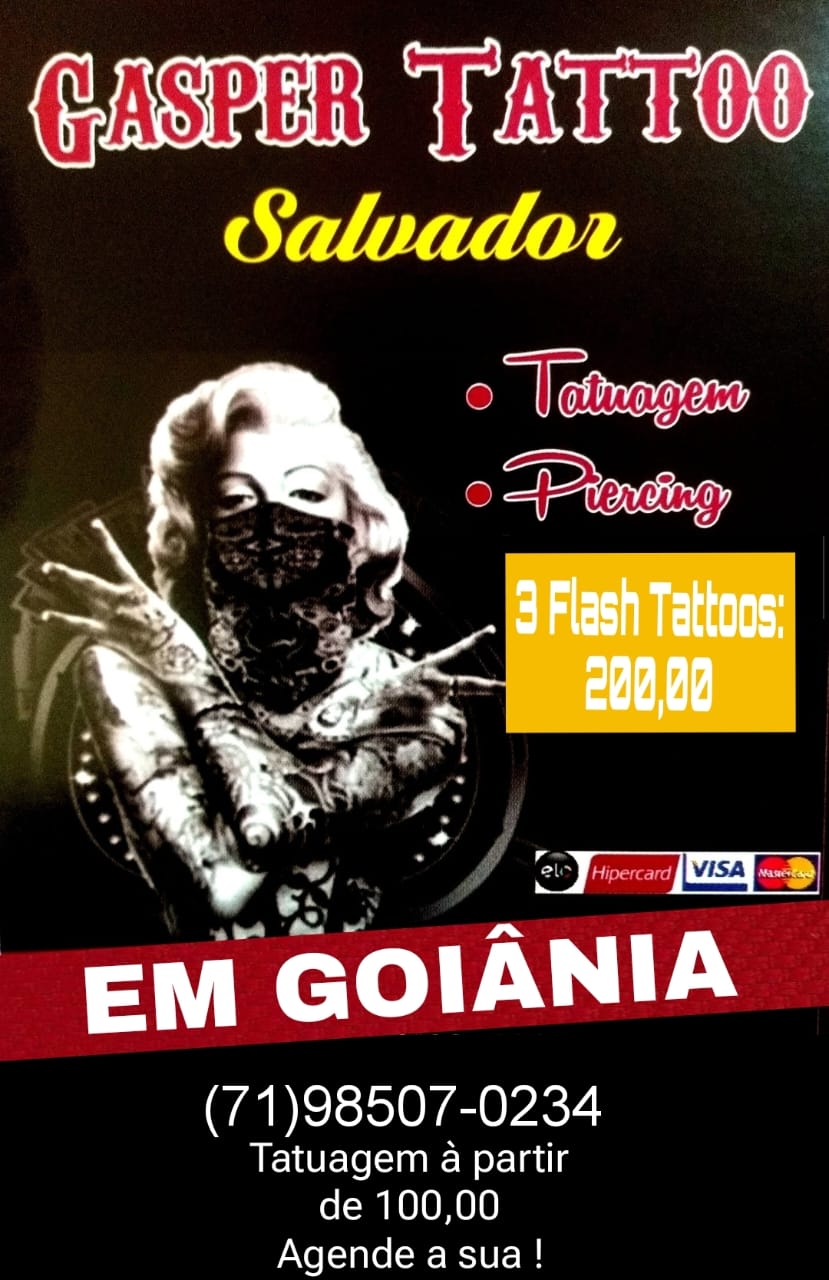 GASPER TATTOO
Salvador
• Tatuagem
• Piercing
3 Flash Tattoos:
200,00
elo Hipercard VISA MasterCard
EM GOIÂNIA
(71)98507-0234
Tatuagem à partir
de 100,00
Agende a sua !